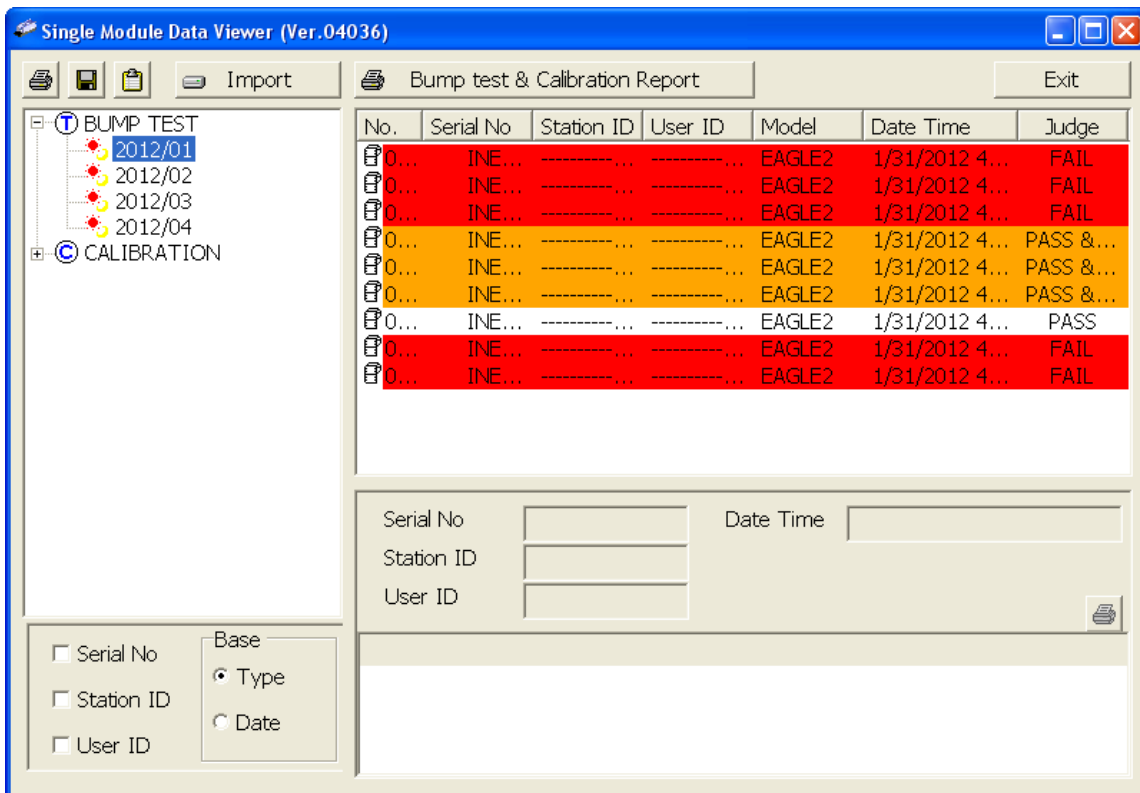 Single Module Data Viewer (Ver.04036)
Import Bump test & Calibration Report Exit
T BUMP TEST
2012/01
2012/02
2012/03
2012/04
C CALIBRATION
No. Serial No Station ID User ID Model Date Time Judge
0... INE... ----------... ----------... EAGLE2 1/31/2012 4... FAIL
0... INE... ----------... ----------... EAGLE2 1/31/2012 4... FAIL
0... INE... ----------... ----------... EAGLE2 1/31/2012 4... FAIL
0... INE... ----------... ----------... EAGLE2 1/31/2012 4... PASS &...
0... INE... ----------... ----------... EAGLE2 1/31/2012 4... PASS &...
0... INE... ----------... ----------... EAGLE2 1/31/2012 4... PASS &...
0... INE... ----------... ----------... EAGLE2 1/31/2012 4... PASS
0... INE... ----------... ----------... EAGLE2 1/31/2012 4... FAIL
0... INE... ----------... ----------... EAGLE2 1/31/2012 4... FAIL
Serial No Date Time
Station ID
User ID
Serial No
Station ID
User ID
Base
Type
Date